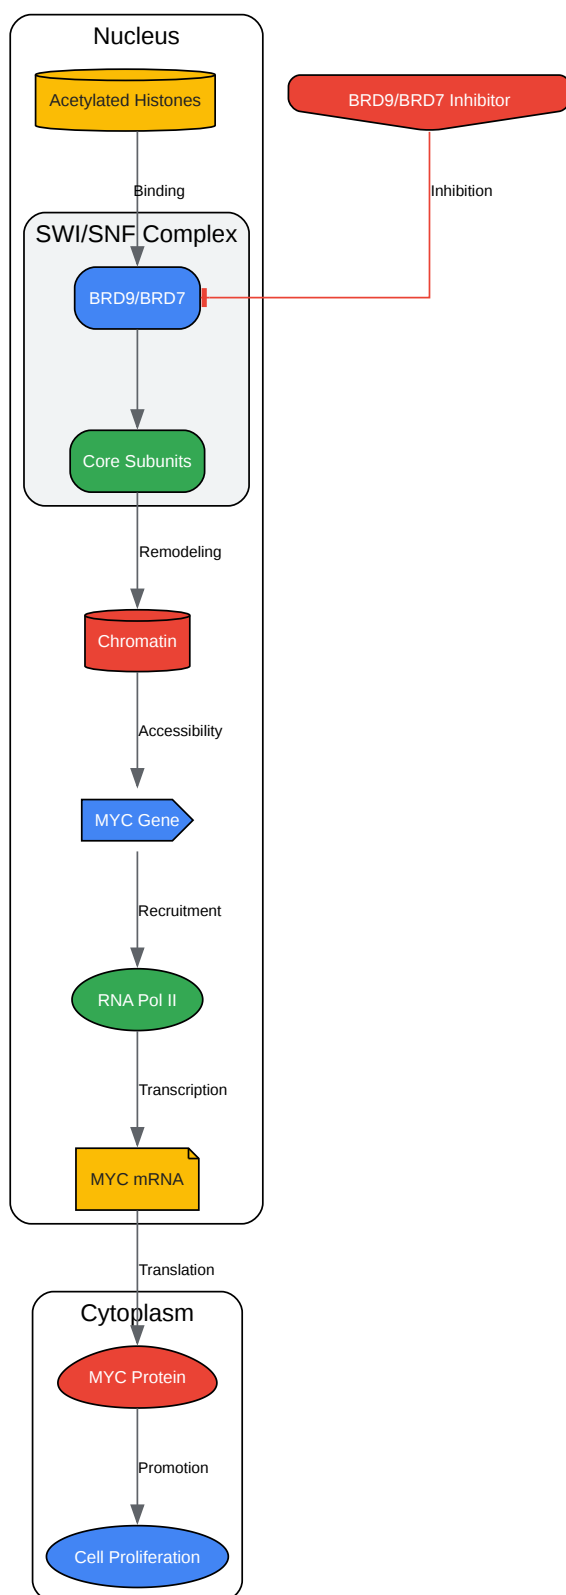 Nucleus
Acetylated Histones
BRD9/BRD7 Inhibitor
Binding
Inhibition
SWI/SNF Complex
BRD9/BRD7
Core Subunits
Remodeling
Chromatin
Accessibility
MYC Gene
Recruitment
RNA Pol II
Transcription
MYC mRNA
Translation
Cytoplasm
MYC Protein
Promotion
Cell Proliferation